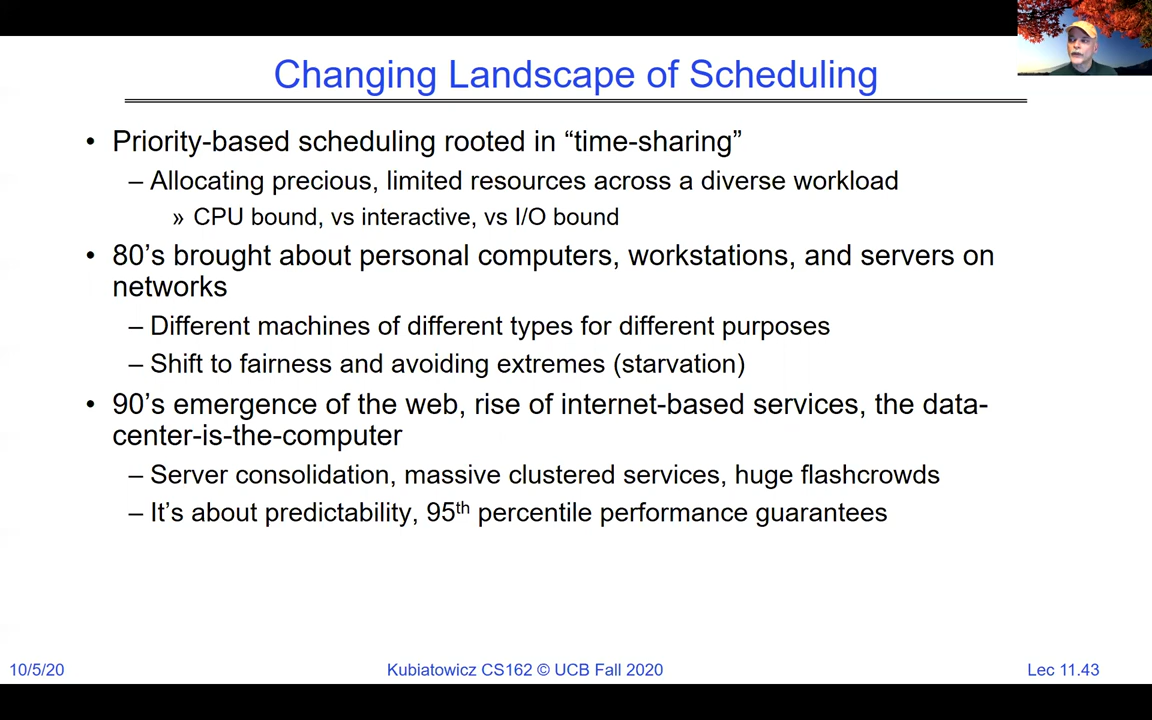 Changing Landscape of Scheduling
• Priority-based scheduling rooted in “time-sharing”
– Allocating precious, limited resources across a diverse workload
» CPU bound, vs interactive, vs I/O bound
• 80’s brought about personal computers, workstations, and servers on
networks
– Different machines of different types for different purposes
– Shift to fairness and avoiding extremes (starvation)
• 90’s emergence of the web, rise of internet-based services, the data-
center-is-the-computer
– Server consolidation, massive clustered services, huge flashcrowds
– It’s about predictability, 95th percentile performance guarantees
10/5/20
Kubiatowicz CS162 © UCB Fall 2020
Lec 11.43